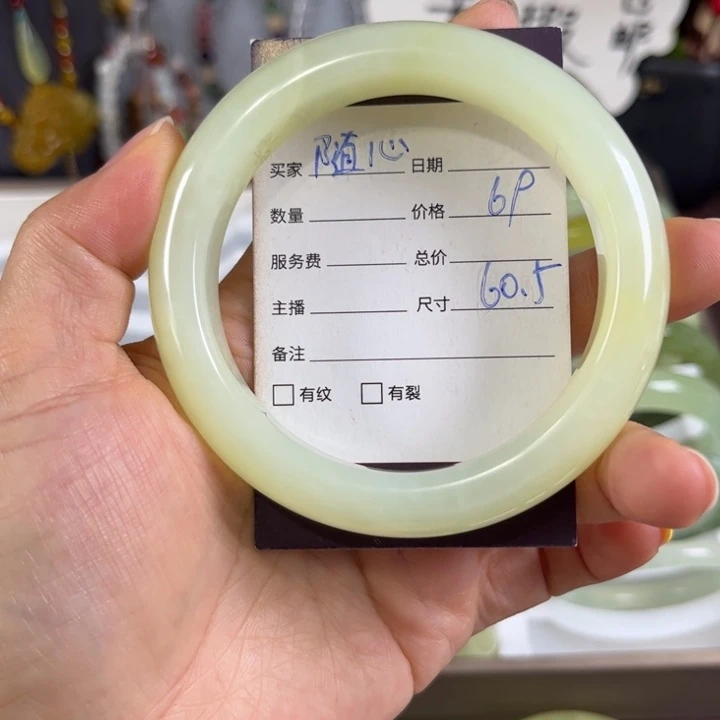 买家 随心 日期
数量 价格 6P
服务费 总价
主播 尺寸 60.5
备注
有纹 有裂